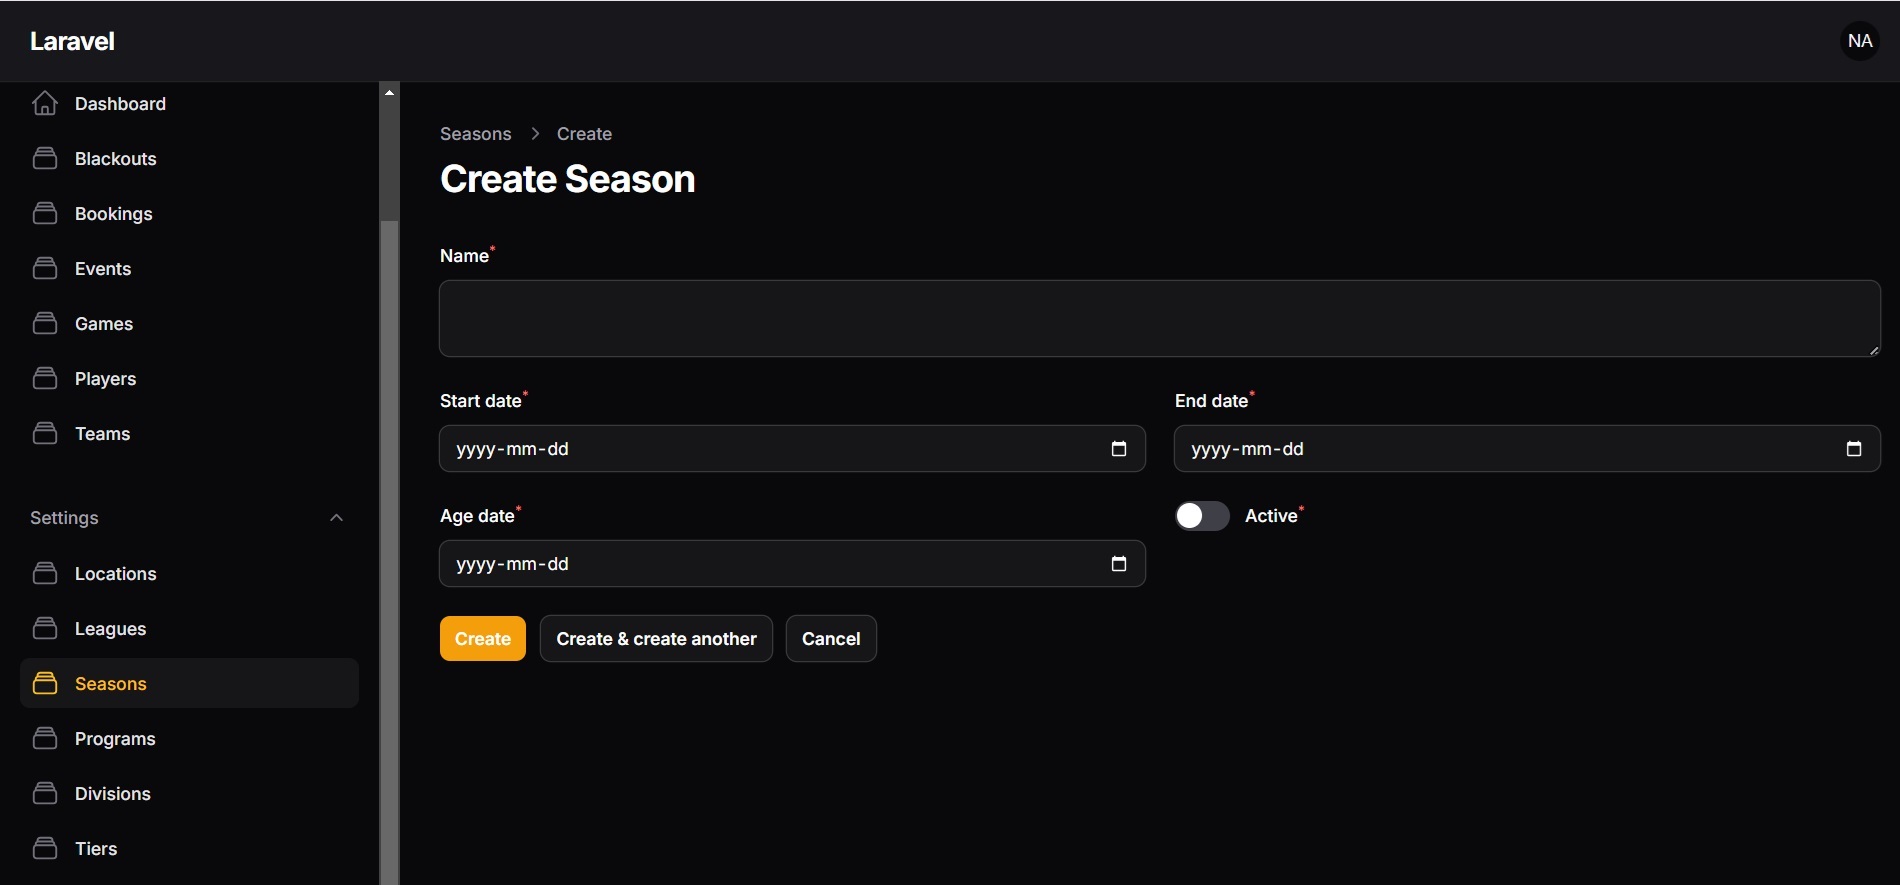 Laravel
NA
Dashboard
Blackouts
Bookings
Events
Games
Players
Teams
Settings
Locations
Leagues
Seasons
Programs
Divisions
Tiers
Seasons > Create
Create Season
Name*
Start date*
End date*
yyyy-mm-dd
yyyy-mm-dd
Age date*
Active*
yyyy-mm-dd
Create
Create & create another
Cancel